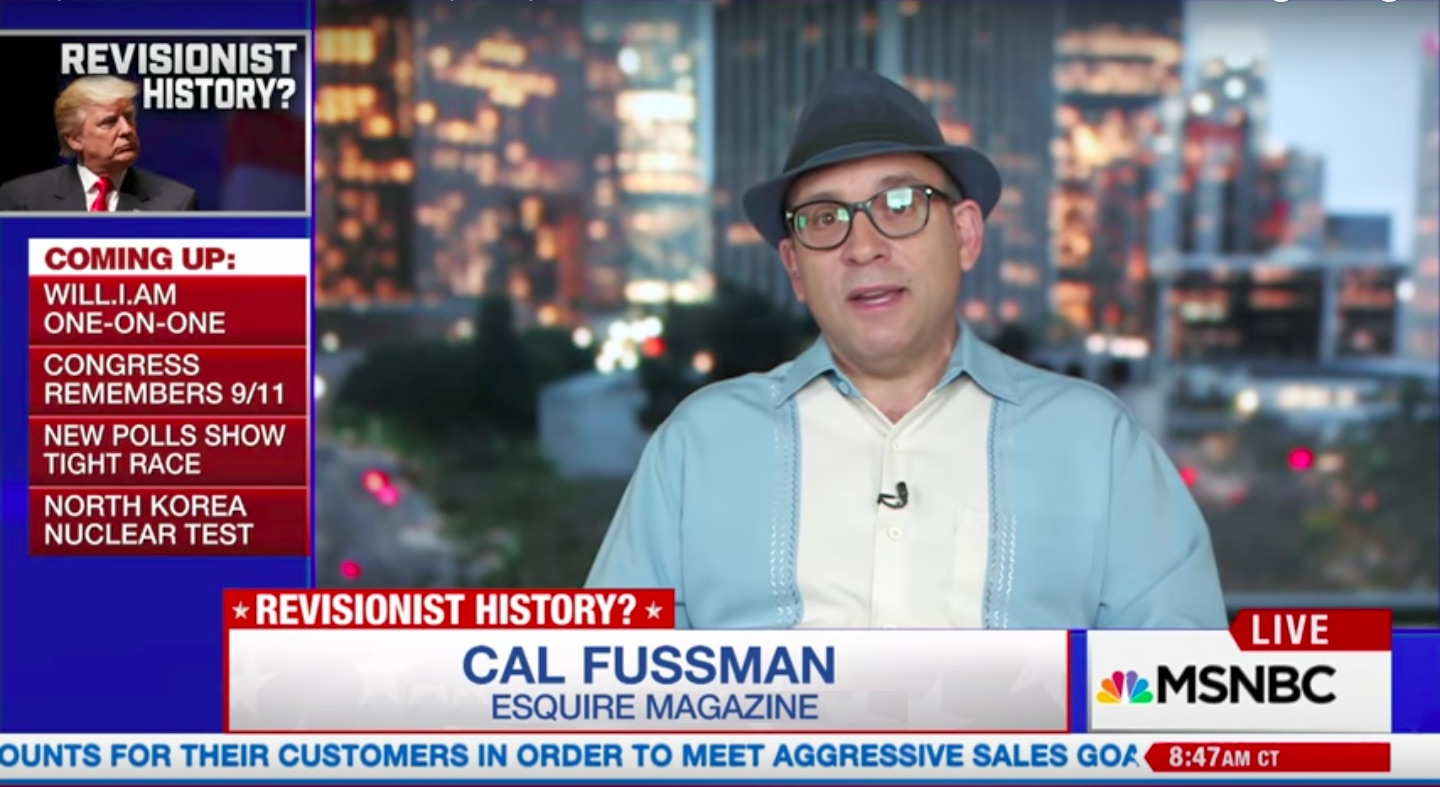 REVISIONIST
HISTORY?
COMING UP:
WILL.I.AM
ONE-ON-ONE
CONGRESS
REMEMBERS 9/11
NEW POLLS SHOW
TIGHT RACE
NORTH KOREA
NUCLEAR TEST
★ REVISIONIST HISTORY? ★
CAL FUSSMAN
ESQUIRE MAGAZINE
LIVE
MSNBC
OUNTS FOR THEIR CUSTOMERS IN ORDER TO MEET AGGRESSIVE SALES GOA
8:47AM CT